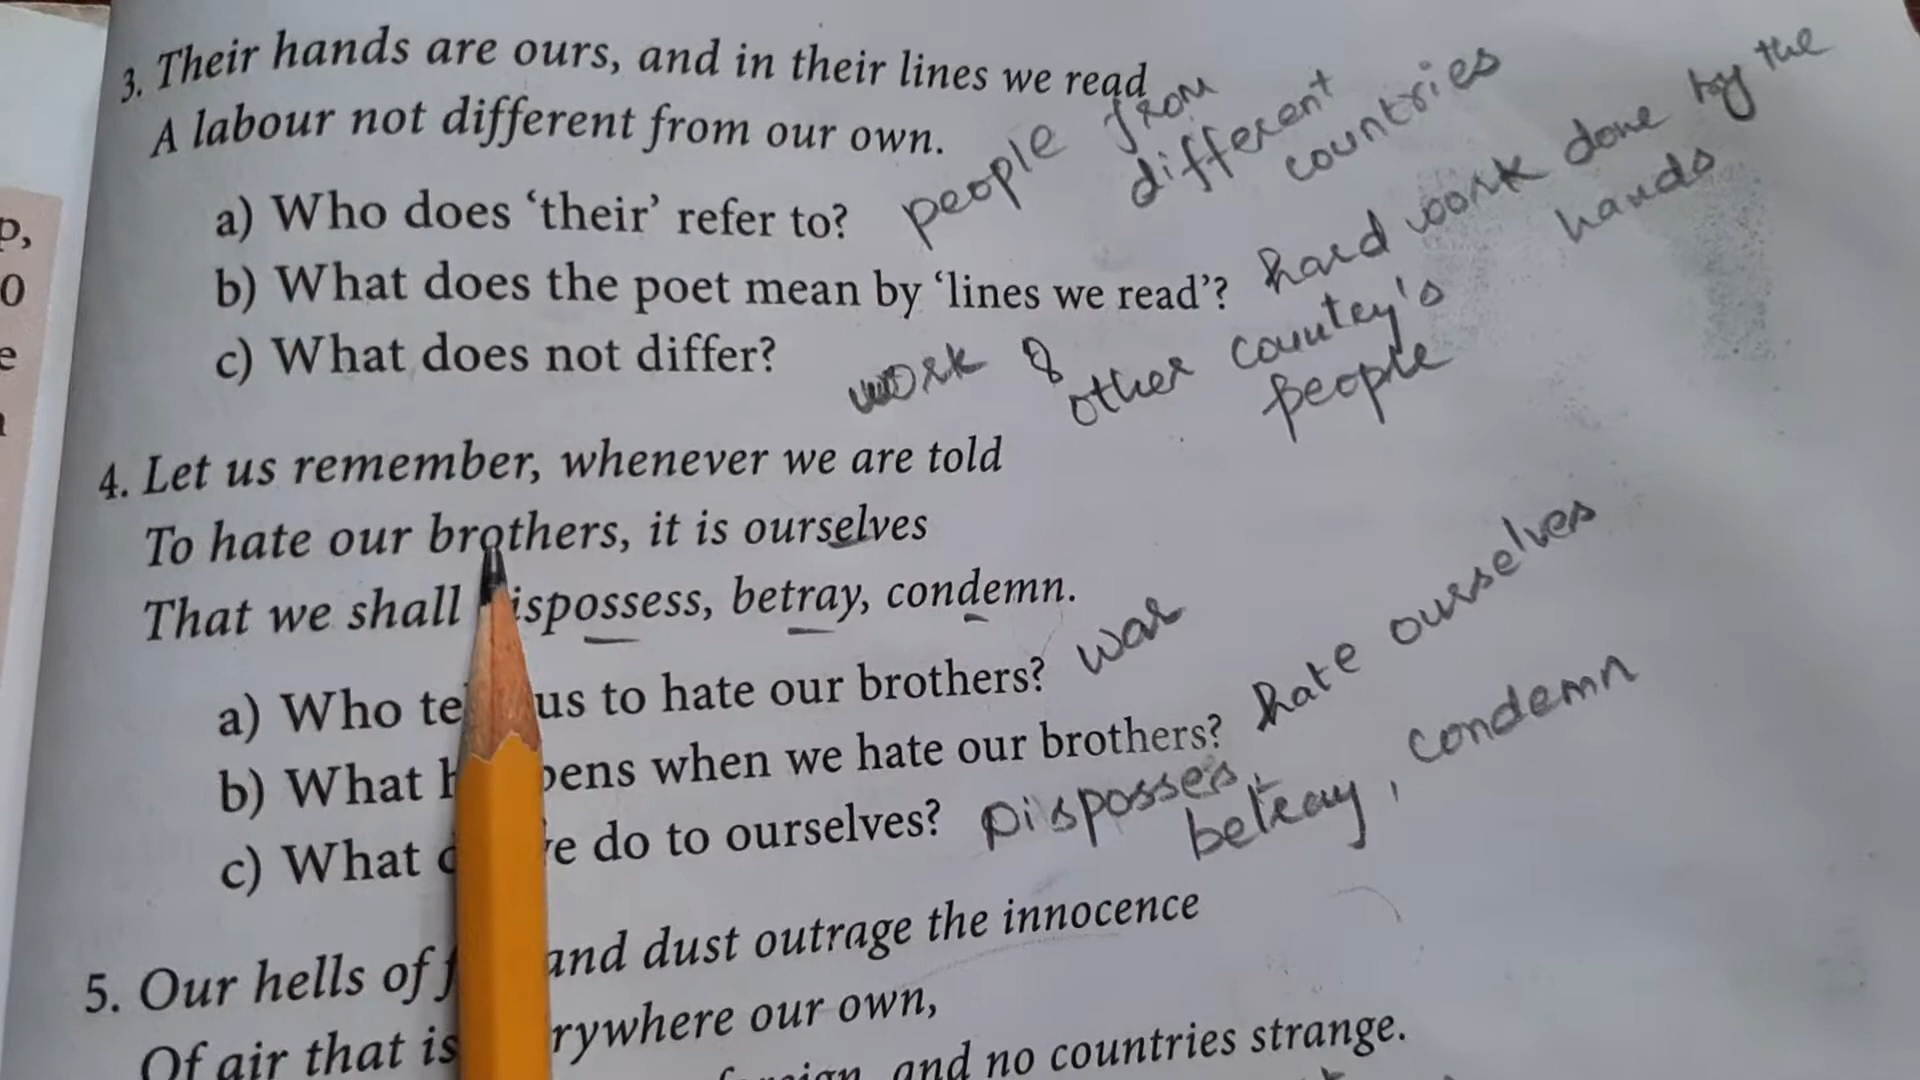 3. Their hands are ours, and in their lines we read
A labour not different from our own.
a) Who does ‘their’ refer to? people from different countries
b) What does the poet mean by ‘lines we read’? hard work done by the hands
c) What does not differ? work & other country's people
4. Let us remember, whenever we are told
To hate our brothers, it is ourselves
That we shall ispossess, betray, condemn.
a) Who te us to hate our brothers? war
b) What h pens when we hate our brothers? hate ourselves
c) What e do to ourselves? Dispossess, betray, condemn
5. Our hells of f and dust outrage the innocence
Of air that is rywhere our own,
and no countries strange.
p,
0
e